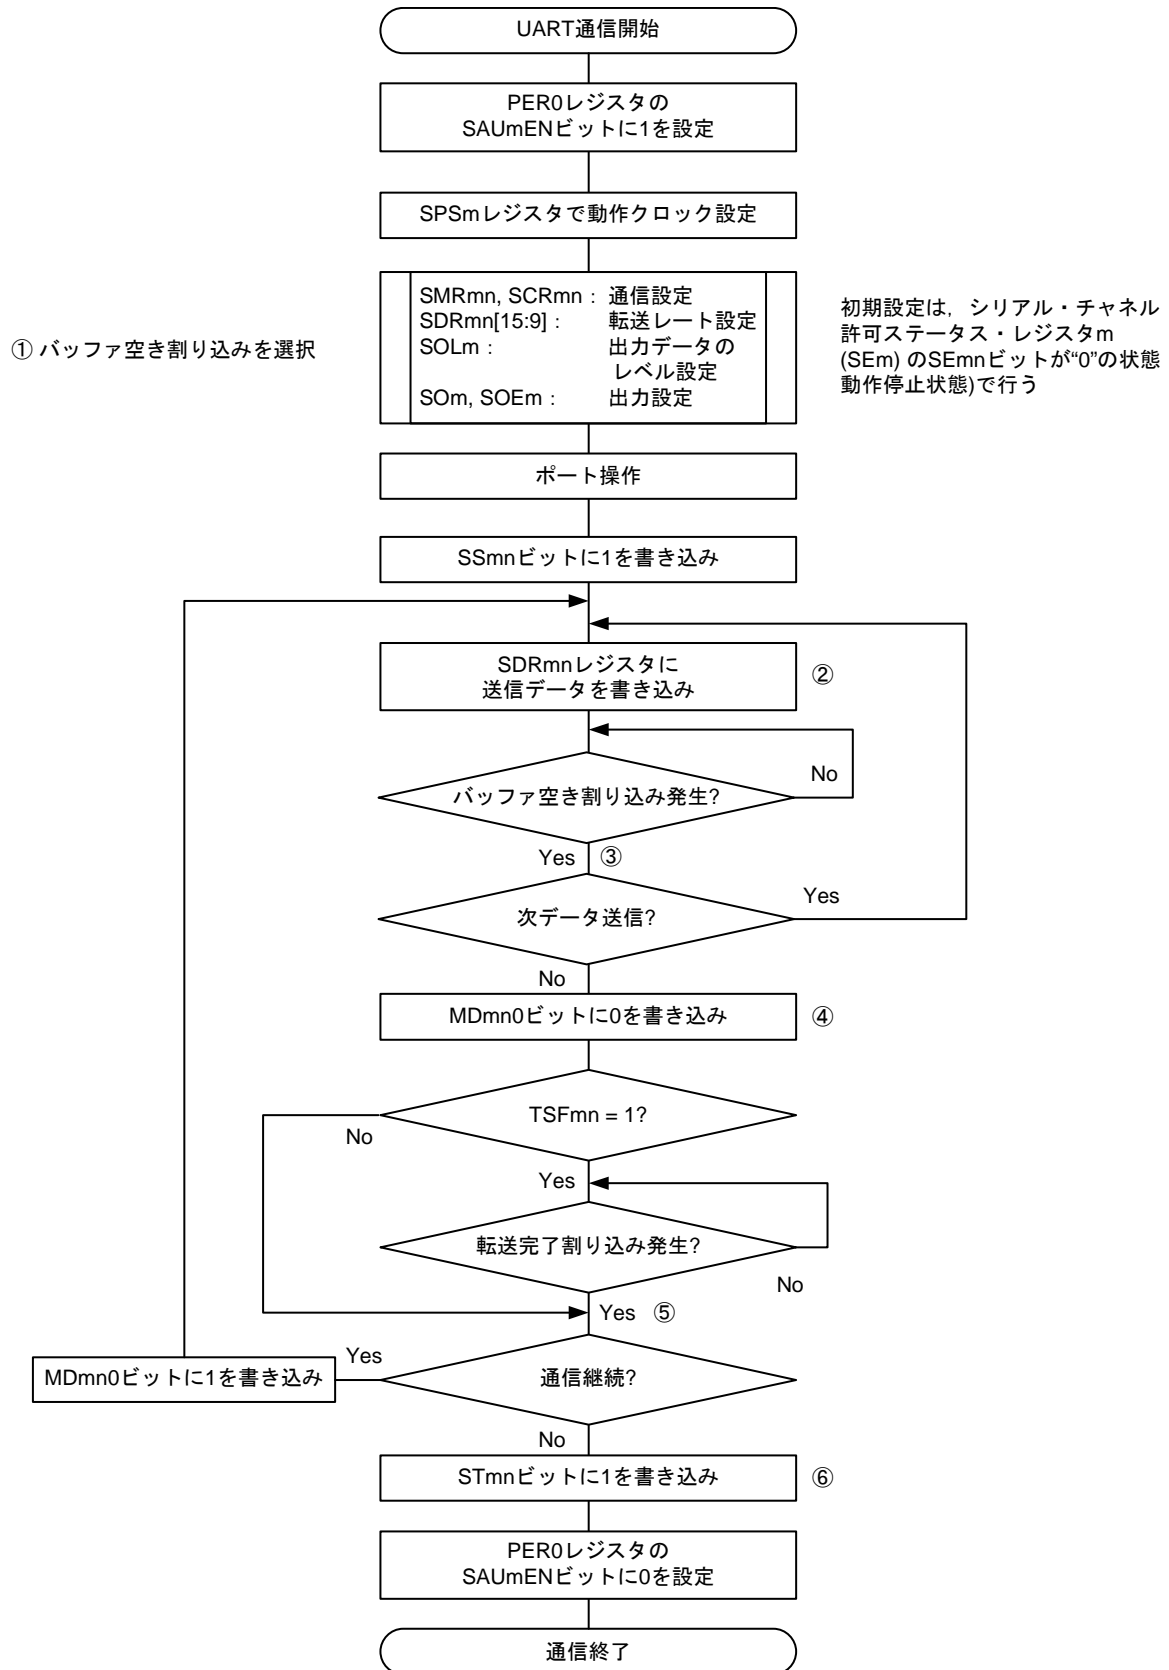 UART通信開始
PER0レジスタの
SAUmENビットに1を設定
SPSmレジスタで動作クロック設定
① バッファ空き割り込みを選択
SMRmn, SCRmn： 通信設定
SDRmn[15:9]： 転送レート設定
SOLm： 出力データの
レベル設定
SOm, SOEm： 出力設定
初期設定は，シリアル・チャネル
許可ステータス・レジスタm
(SEm) のSEmnビットが“0”の状態
動作停止状態)で行う
ポート操作
SSmnビットに1を書き込み
SDRmnレジスタに
送信データを書き込み
②
バッファ空き割り込み発生?
No
Yes ③
次データ送信?
Yes
No
MDmn0ビットに0を書き込み
④
TSFmn = 1?
No
Yes
転送完了割り込み発生?
No
Yes ⑤
通信継続?
Yes
MDmn0ビットに1を書き込み
No
STmnビットに1を書き込み
⑥
PER0レジスタの
SAUmENビットに0を設定
通信終了